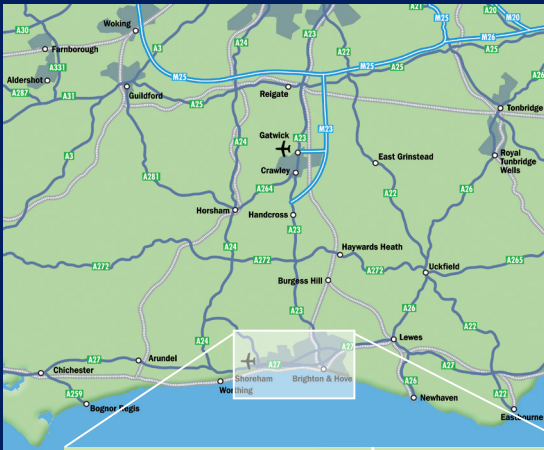 A21
A20
M20
Woking
A24
A23
A30
A3
A22
M25
M26
Farnborough
A25
A331
M25
Aldershot
M25
A25
A26
A287
A31
Guildford
A25
Reigate
Tonbridge
M23
A24
Gatwick
A23
A3
East Grinstead
Royal
Tunbridge
Wells
Crawley
A281
A264
A22
A26
Horsham
Handcross
A23
A24
Haywards Heath
A272
A272
A272
A265
Uckfield
Burgess Hill
A23
A26
A22
A24
Lewes
A27
Arundel
A27
A27
Chichester
Shoreham
Brighton & Hove
Worthing
A259
A26
Newhaven
A22
Bognor Regis
Eastbourne